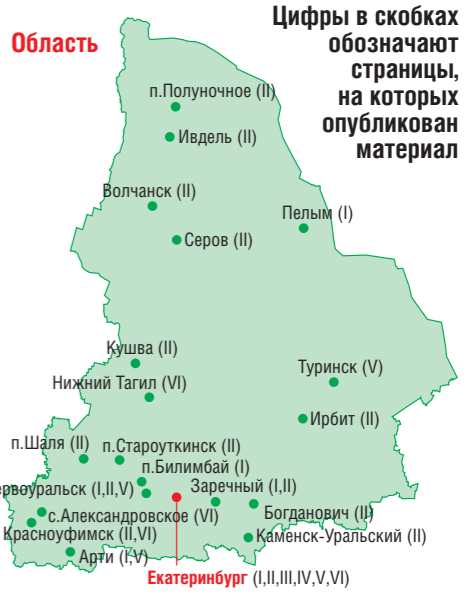 Область
Цифры в скобках
обозначают
страницы,
на которых
опубликован
материал
п.Полуночное (II)
Ивдель (II)
Волчанск (II)
Пелым (I)
Серов (II)
Кушва (II)
Туринск (V)
Нижний Тагил (VI)
Ирбит (II)
п.Шаля (II)
п.Староуткинск (II)
п.Билимбай (I)
ервоуральск (I,II,V)
Заречный (I,II)
с.Александровское (VI)
Богданович (II)
Красноуфимск (II,VI)
Каменск-Уральский (II)
Арти (I,V)
Екатеринбург (I,II,III,IV,V,VI)